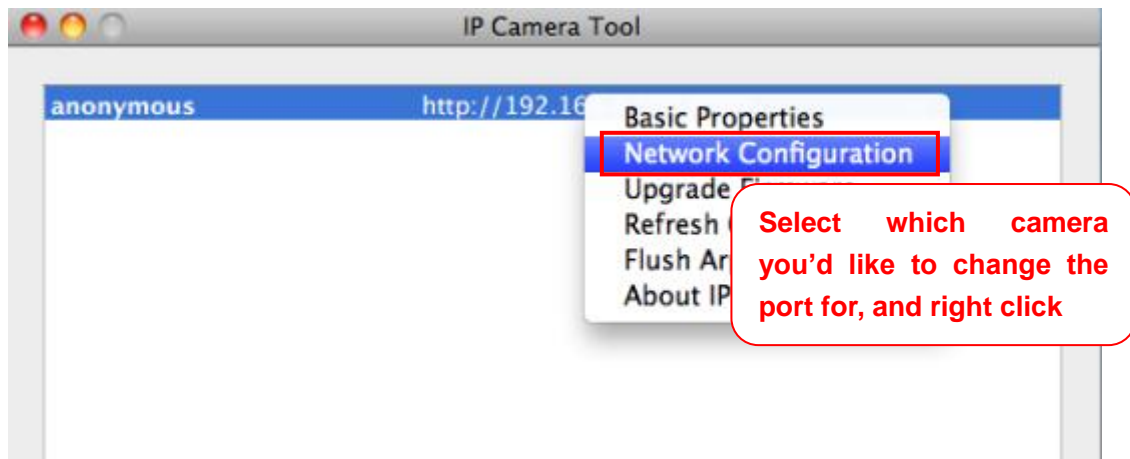 IP Camera Tool
anonymous http://192.16
Basic Properties
Network Configuration
Upgrade
Refresh
Flush
About IP
Select which camera
you’d like to change the
port for, and right click